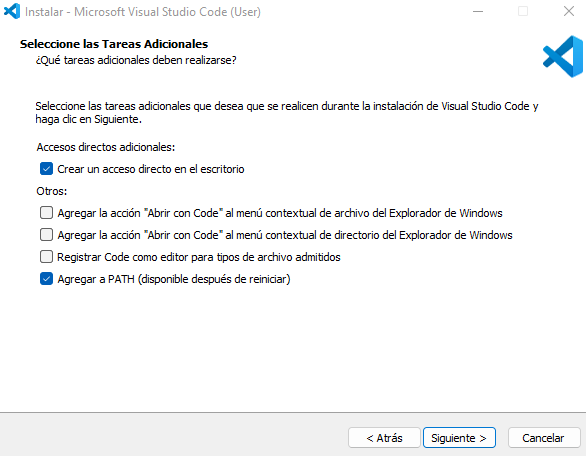 Instalar - Microsoft Visual Studio Code (User)
Seleccione las Tareas Adicionales
¿Qué tareas adicionales deben realizarse?
Seleccione las tareas adicionales que desea que se realicen durante la instalación de Visual Studio Code y
haga clic en Siguiente.
Accesos directos adicionales:
Crear un acceso directo en el escritorio
Otros:
Agregar la acción "Abrir con Code" al menú contextual de archivo del Explorador de Windows
Agregar la acción "Abrir con Code" al menú contextual de directorio del Explorador de Windows
Registrar Code como editor para tipos de archivo admitidos
Agregar a PATH (disponible después de reiniciar)
< Atrás
Siguiente >
Cancelar